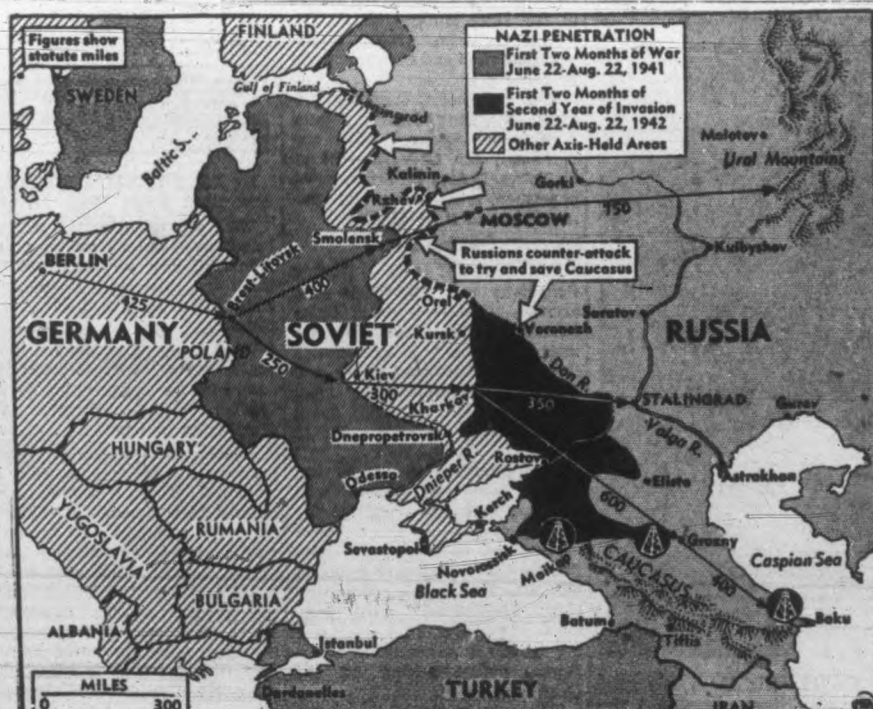 Figures show
statute miles
FINLAND
NAZI PENETRATION
First Two Months of War
June 22-Aug. 22, 1941
First Two Months of
Second Year of Invasion
June 22-Aug. 22, 1942
Other Axis-Held Areas
SWEDEN
Gulf of Finland
Leningrad
Baltic S
Molotov
Ural Mountains
Kalinin
Gorki
Rzhev
MOSCOW
750
Smolensk
Kuibyshev
Russians counter-attack
to try and save Caucasus
BERLIN
Brest-Litovsk
400
425
Orel
Saratov
GERMANY
SOVIET
RUSSIA
POLAND
Kursk
Voronezh
250
Don R.
Kiev
300
Kharkov
350
STALINGRAD
Gurev
Dnepropetrovsk
Volga R.
HUNGARY
Rostov
Astrakhan
Odessa
Dnieper R.
Elista
YUGOSLAVIA
RUMANIA
Kerch
600
Sevastopol
Novorossisk
Maikop
Grozny
CAUCASUS
Caspian Sea
400
BULGARIA
Black Sea
Baku
ALBANIA
Batum
Tiflis
Istanbul
MILES
0 300
Dardanelles
TURKEY
IRAN